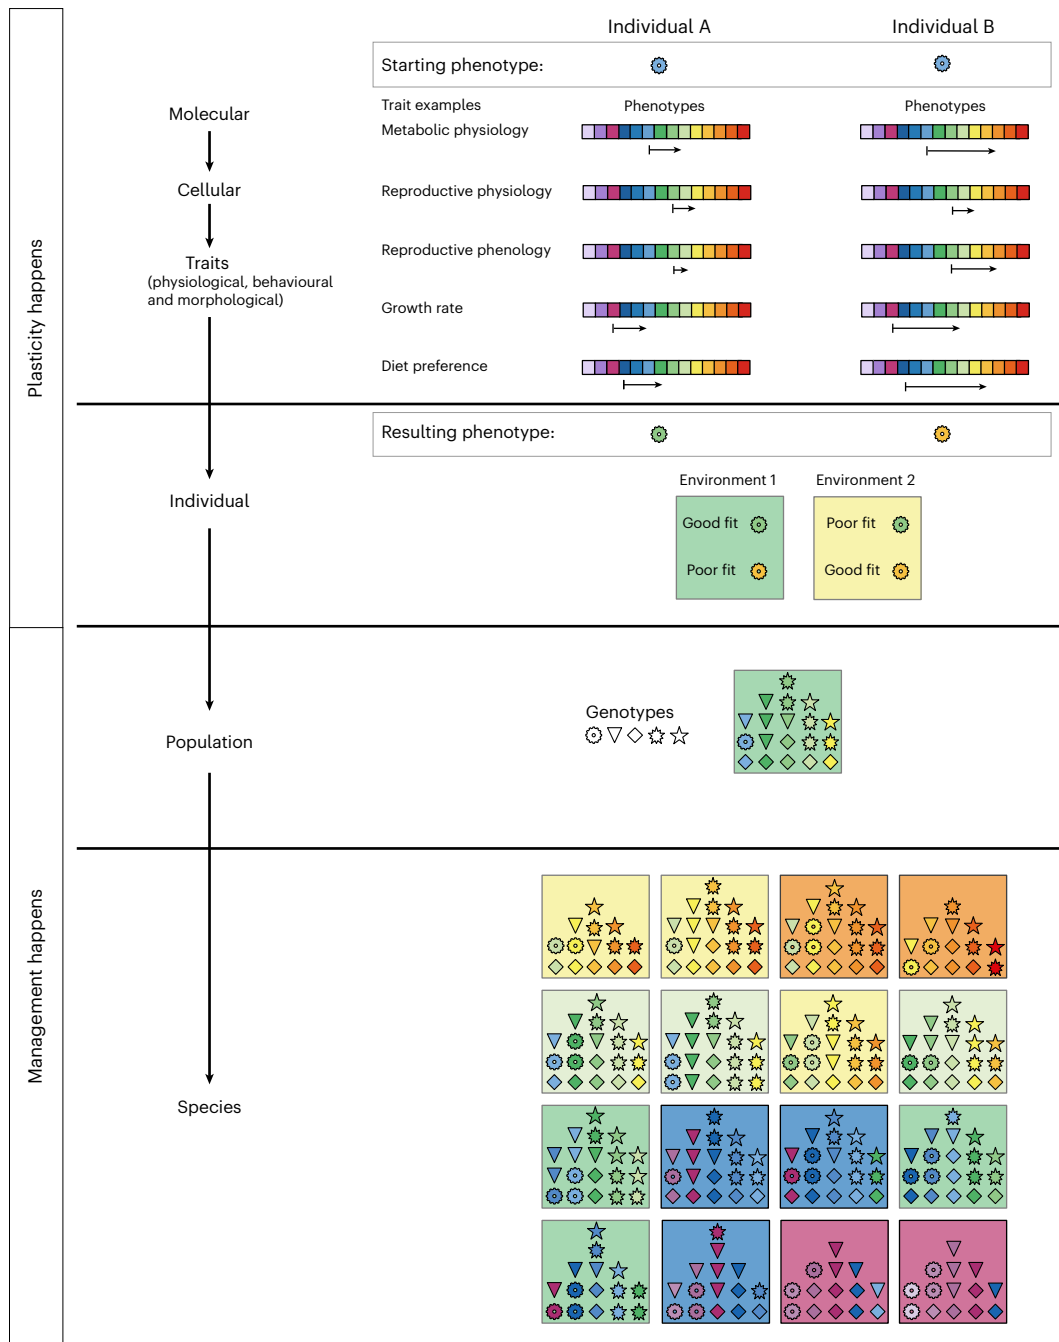 Individual A
Individual B
Starting phenotype:
Trait examples
Phenotypes
Phenotypes
Metabolic physiology
Reproductive physiology
Reproductive phenology
Growth rate
Diet preference
Molecular
Cellular
Traits
(physiological, behavioural
and morphological)
Plasticity happens
Resulting phenotype:
Environment 1
Environment 2
Good fit
Poor fit
Poor fit
Good fit
Individual
Genotypes
Population
Management happens
Species